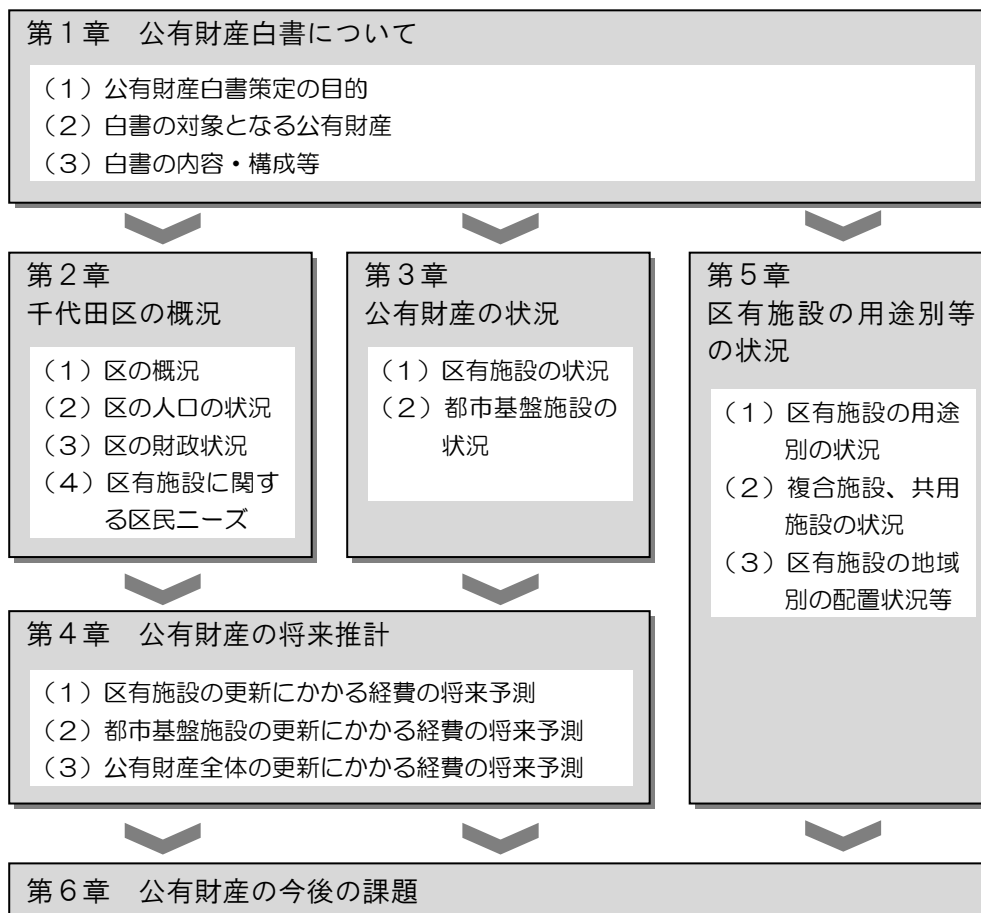 第1章　公有財産白書について
（1）公有財産白書策定の目的
（2）白書の対象となる公有財産
（3）白書の内容・構成等
第2章
千代田区の概況
（1）区の概況
（2）区の人口の状況
（3）区の財政状況
（4）区有施設に関す
る区民ニーズ
第3章
公有財産の状況
（1）区有施設の状況
（2）都市基盤施設の
状況
第5章
区有施設の用途別等
の状況
（1）区有施設の用途
別の状況
（2）複合施設、共用
施設の状況
（3）区有施設の地域
別の配置状況等
第4章　公有財産の将来推計
（1）区有施設の更新にかかる経費の将来予測
（2）都市基盤施設の更新にかかる経費の将来予測
（3）公有財産全体の更新にかかる経費の将来予測
第6章　公有財産の今後の課題